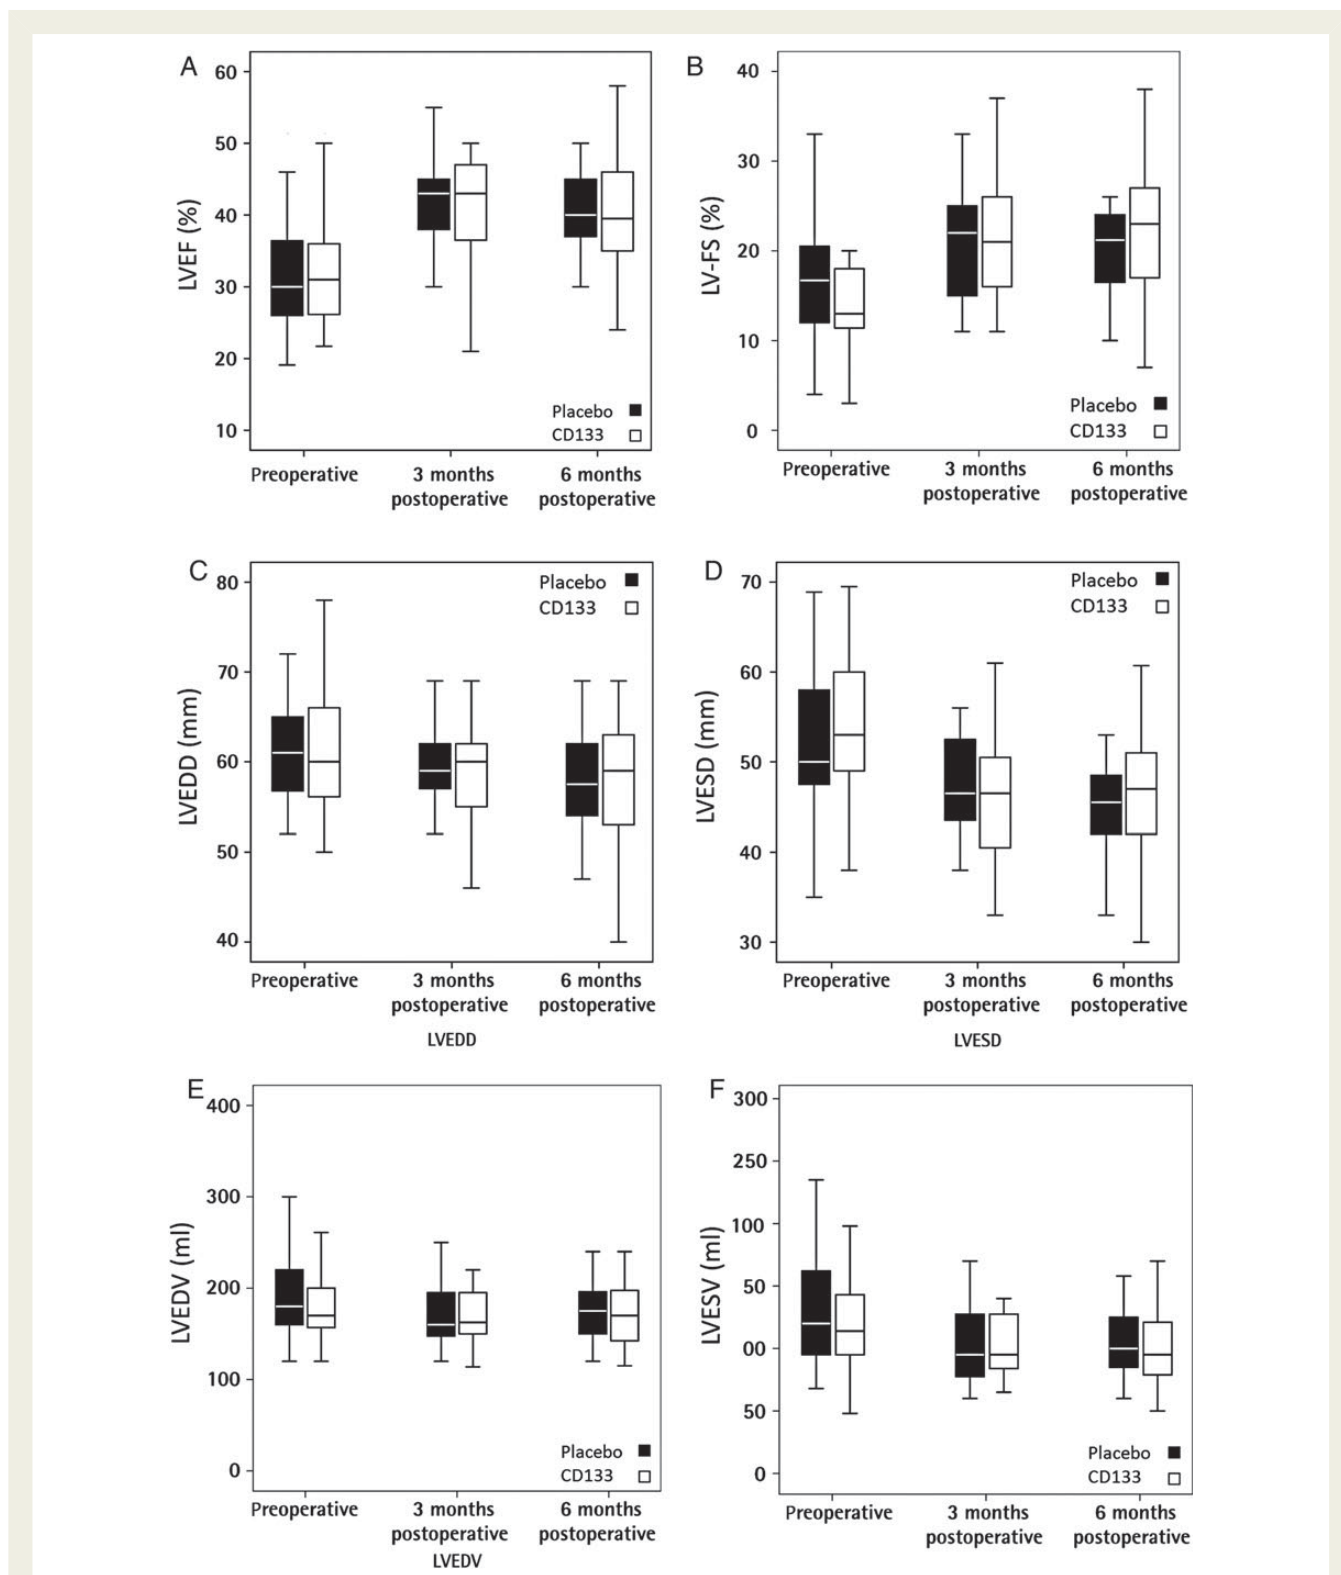 A
60
50
40
30
20
10
LVEF (%)
Placebo
CD133
Preoperative
3 months
postoperative
6 months
postoperative
B
40
30
20
10
0
LV-FS (%)
Placebo
CD133
Preoperative
3 months
postoperative
6 months
postoperative
C
80
70
60
50
40
LVEDD (mm)
Placebo
CD133
Preoperative
3 months
postoperative
6 months
postoperative
LVEDD
D
70
60
50
40
30
LVESD (mm)
Placebo
CD133
Preoperative
3 months
postoperative
6 months
postoperative
LVESD
E
400
300
200
100
0
LVEDV (ml)
Placebo
CD133
Preoperative
3 months
postoperative
6 months
postoperative
LVEDV
F
300
250
100
50
00
50
0
LVESV (ml)
Placebo
CD133
Preoperative
3 months
postoperative
6 months
postoperative